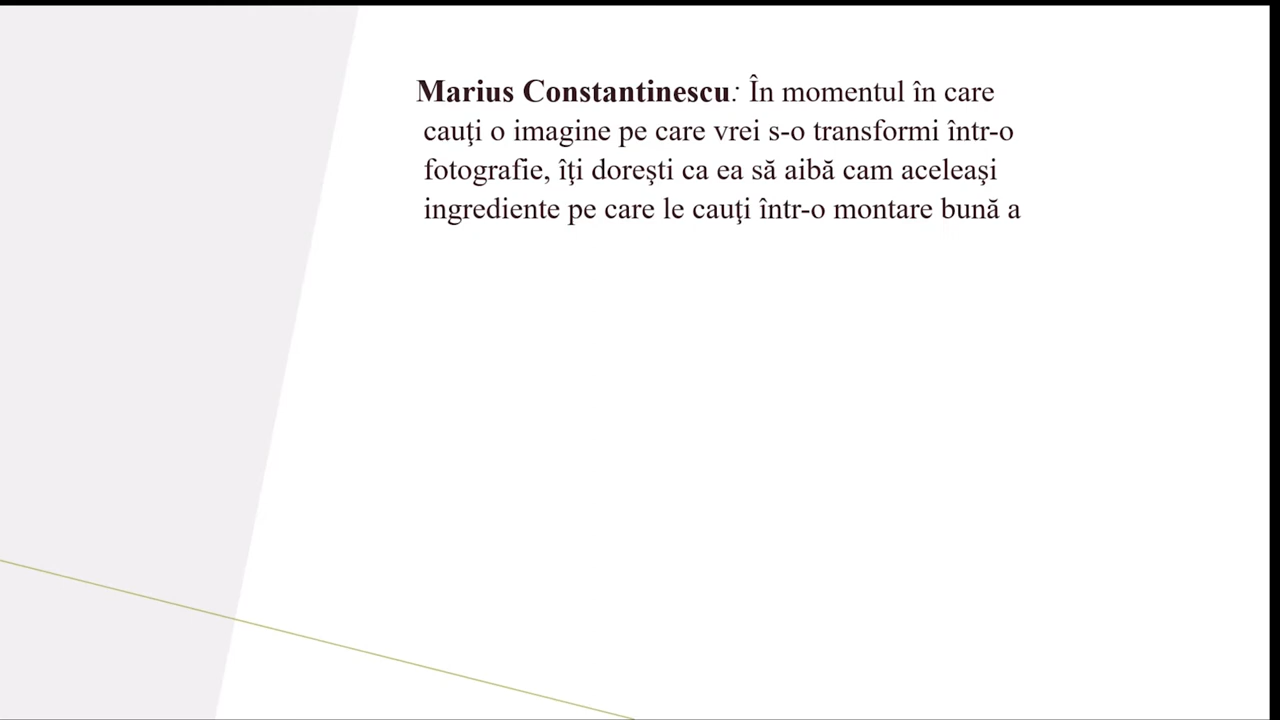 Marius Constantinescu: În momentul în care
cauţi o imagine pe care vrei s-o transformi într-o
fotografie, îţi doreşti ca ea să aibă cam aceleaşi
ingrediente pe care le cauţi într-o montare bună a